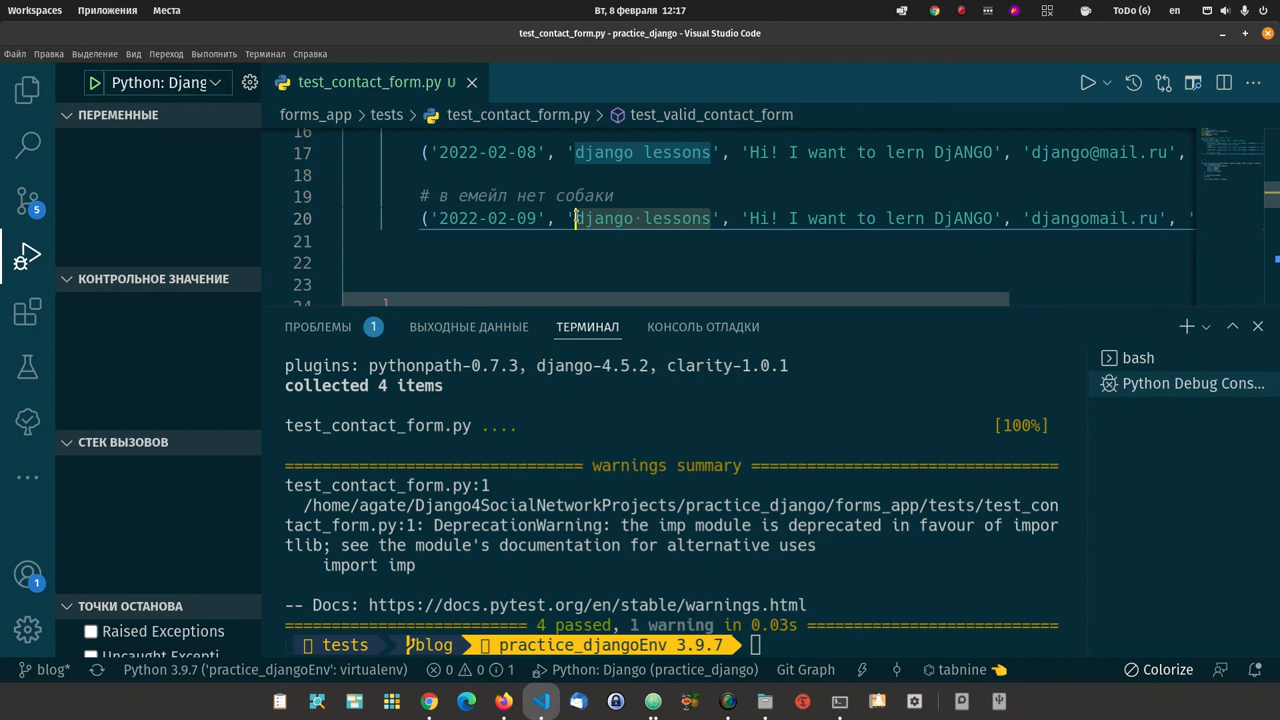 Workspaces Приложения Места Вт, 8 февраля 12:17 ToDo (6) en
test_contact_form.py - practice_django - Visual Studio Code
Файл Правка Выделение Вид Переход Выполнить Терминал Справка
Python: Djang
test_contact_form.py U
ПЕРЕМЕННЫЕ
forms_app > tests > test_contact_form.py > test_valid_contact_form
16
17 ('2022-02-08', 'django lessons', 'Hi! I want to lern DjANGO', 'django@mail.ru',
18
19 # в емейл нет собаки
20 ('2022-02-09', 'django·lessons', 'Hi! I want to lern DjANGO', 'djangomail.ru', '
21
22
23
24 ]
5
КОНТРОЛЬНОЕ ЗНАЧЕНИЕ
ПРОБЛЕМЫ 1 ВЫХОДНЫЕ ДАННЫЕ ТЕРМИНАЛ КОНСОЛЬ ОТЛАДКИ
bash
Python Debug Cons...
plugins: pythonpath-0.7.3, django-4.5.2, clarity-1.0.1
collected 4 items
test_contact_form.py .... [100%]
============================== warnings summary ===============================
test_contact_form.py:1
/home/agate/Django4SocialNetworkProjects/practice_django/forms_app/tests/test_con
tact_form.py:1: DeprecationWarning: the imp module is deprecated in favour of impor
tlib; see the module's documentation for alternative uses
import imp
-- Docs: https://docs.pytest.org/en/stable/warnings.html
======================== 4 passed, 1 warning in 0.03s =========================
tests blog practice_djangoEnv 3.9.7
СТЕК ВЫЗОВОВ
1
ТОЧКИ ОСТАНОВА
Raised Exceptions
Uncaught Excepti
blog* Python 3.9.7 ('practice_djangoEnv': virtualenv) 0 0 1 Python: Django (practice_django) Git Graph tabnine Colorize